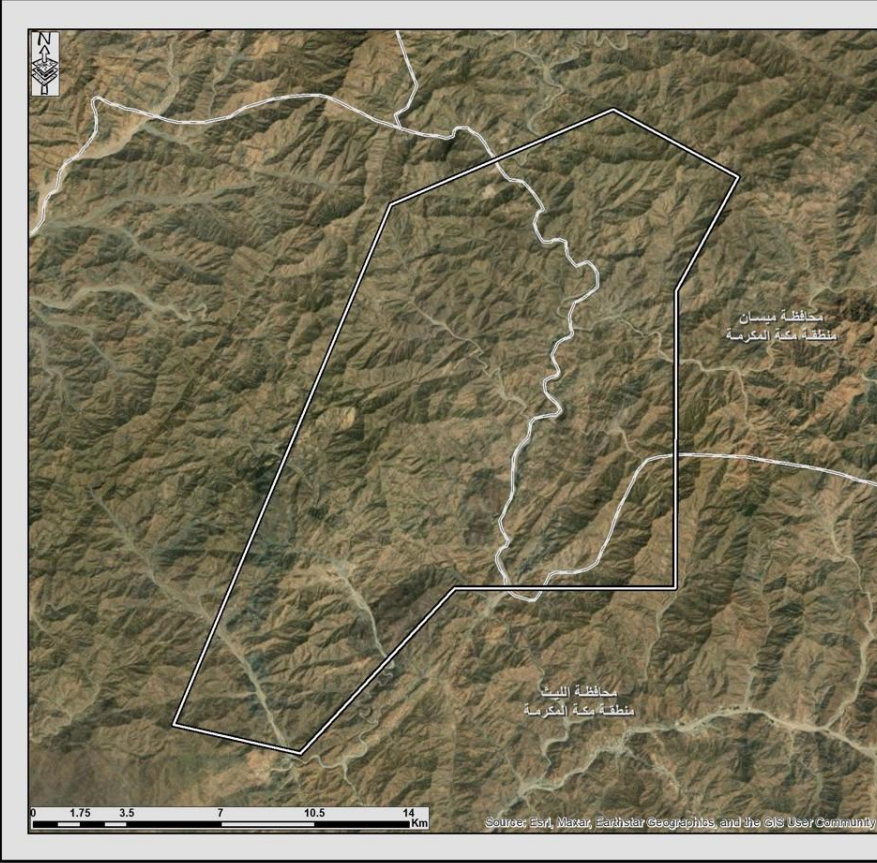 N
محافظة ميسان
منطقة مكة المكرمة
محافظة الليث
منطقة مكة المكرمة
0 1.75 3.5 7 10.5 14
Km
Source: Esri, Maxar, Earthstar Geographics, and the GIS User Community